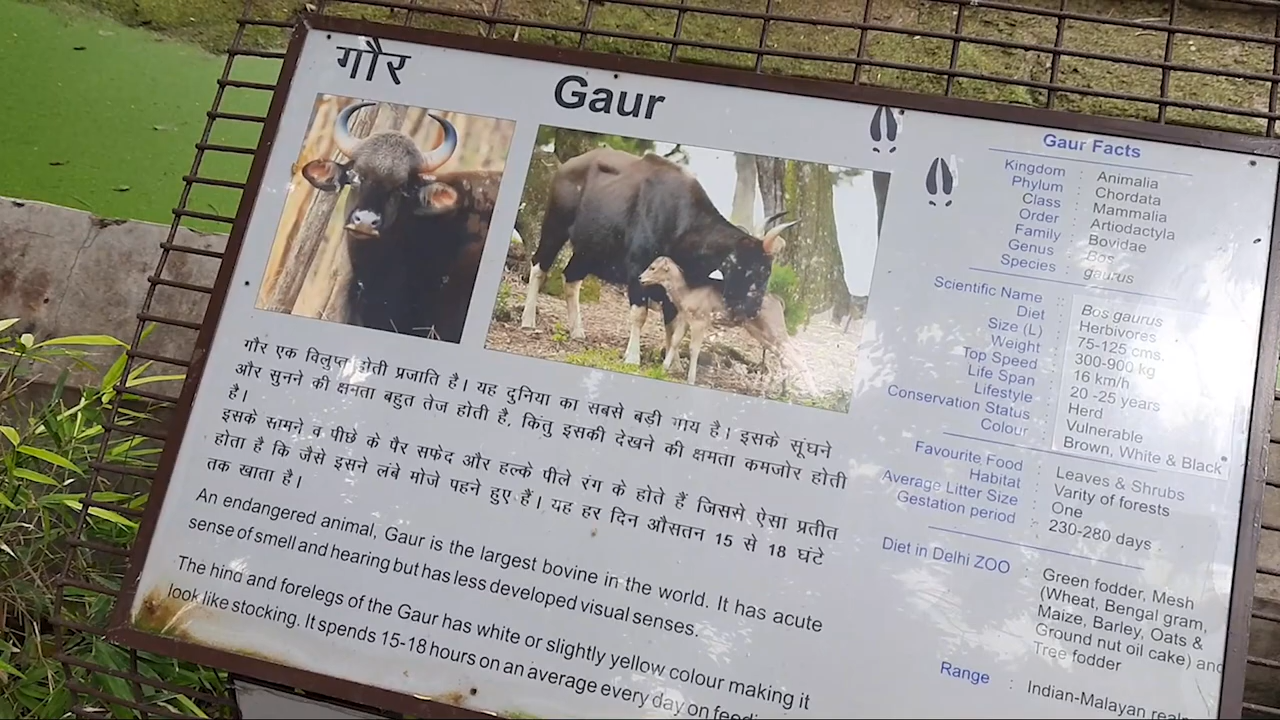 गौर
Gaur
गौर एक विलुप्त होती प्रजाति है। यह दुनिया का सबसे बड़ी गाय है। इसके सूंघने
और सुनने की क्षमता बहुत तेज होती है, किंतु इसकी देखने की क्षमता कमजोर होती
है।
इसके सामने व पीछे के पैर सफेद और हल्के पीले रंग के होते हैं जिससे ऐसा प्रतीत
होता है कि जैसे इसने लंबे मोजे पहने हुए हैं। यह हर दिन औसतन 15 से 18 घंटे
तक खाता है।
An endangered animal, Gaur is the largest bovine in the world. It has acute
sense of smell and hearing but has less developed visual senses.
The hind and forelegs of the Gaur has white or slightly yellow colour making it
look like stocking. It spends 15-18 hours on an average every day on
Gaur Facts
Kingdom : Animalia
Phylum : Chordata
Class : Mammalia
Order : Artiodactyla
Family : Bovidae
Genus : Bos
Species : gaurus
Scientific Name : Bos gaurus
Diet : Herbivores
Size (L) : 75-125 cms.
Weight : 300-900 kg
Top Speed : 16 km/h
Life Span : 20 -25 years
Lifestyle : Herd
Conservation Status : Vulnerable
Colour : Brown, White & Black
Favourite Food : Leaves & Shrubs
Habitat : Varity of forests
Average Litter Size : One
Gestation period : 230-280 days
Diet in Delhi ZOO : Green fodder, Mesh
(Wheat, Bengal gram,
Maize, Barley, Oats &
Ground nut oil cake) and
Tree fodder
Range : Indian-Malayan